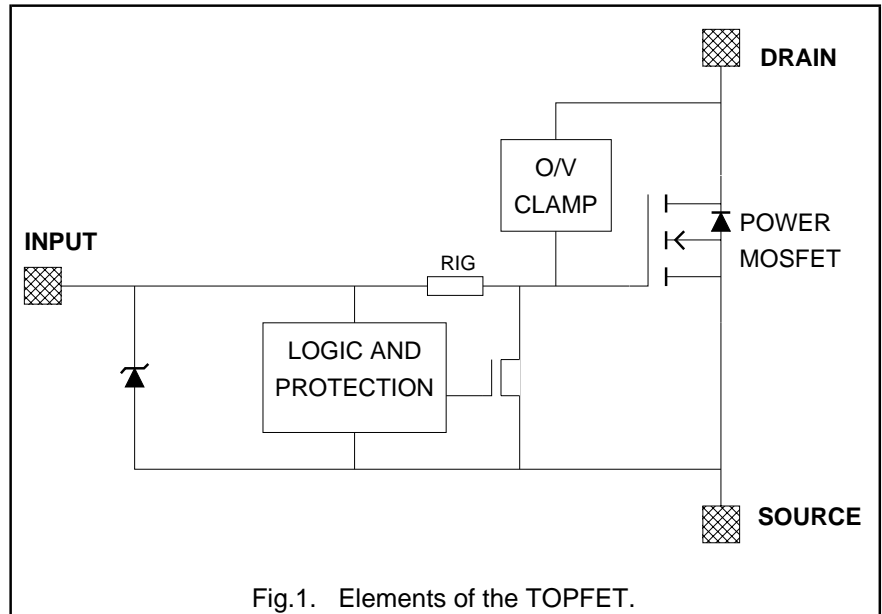 DRAIN
O/V
CLAMP
POWER
MOSFET
INPUT
RIG
LOGIC AND
PROTECTION
SOURCE
Fig.1. Elements of the TOPFET.